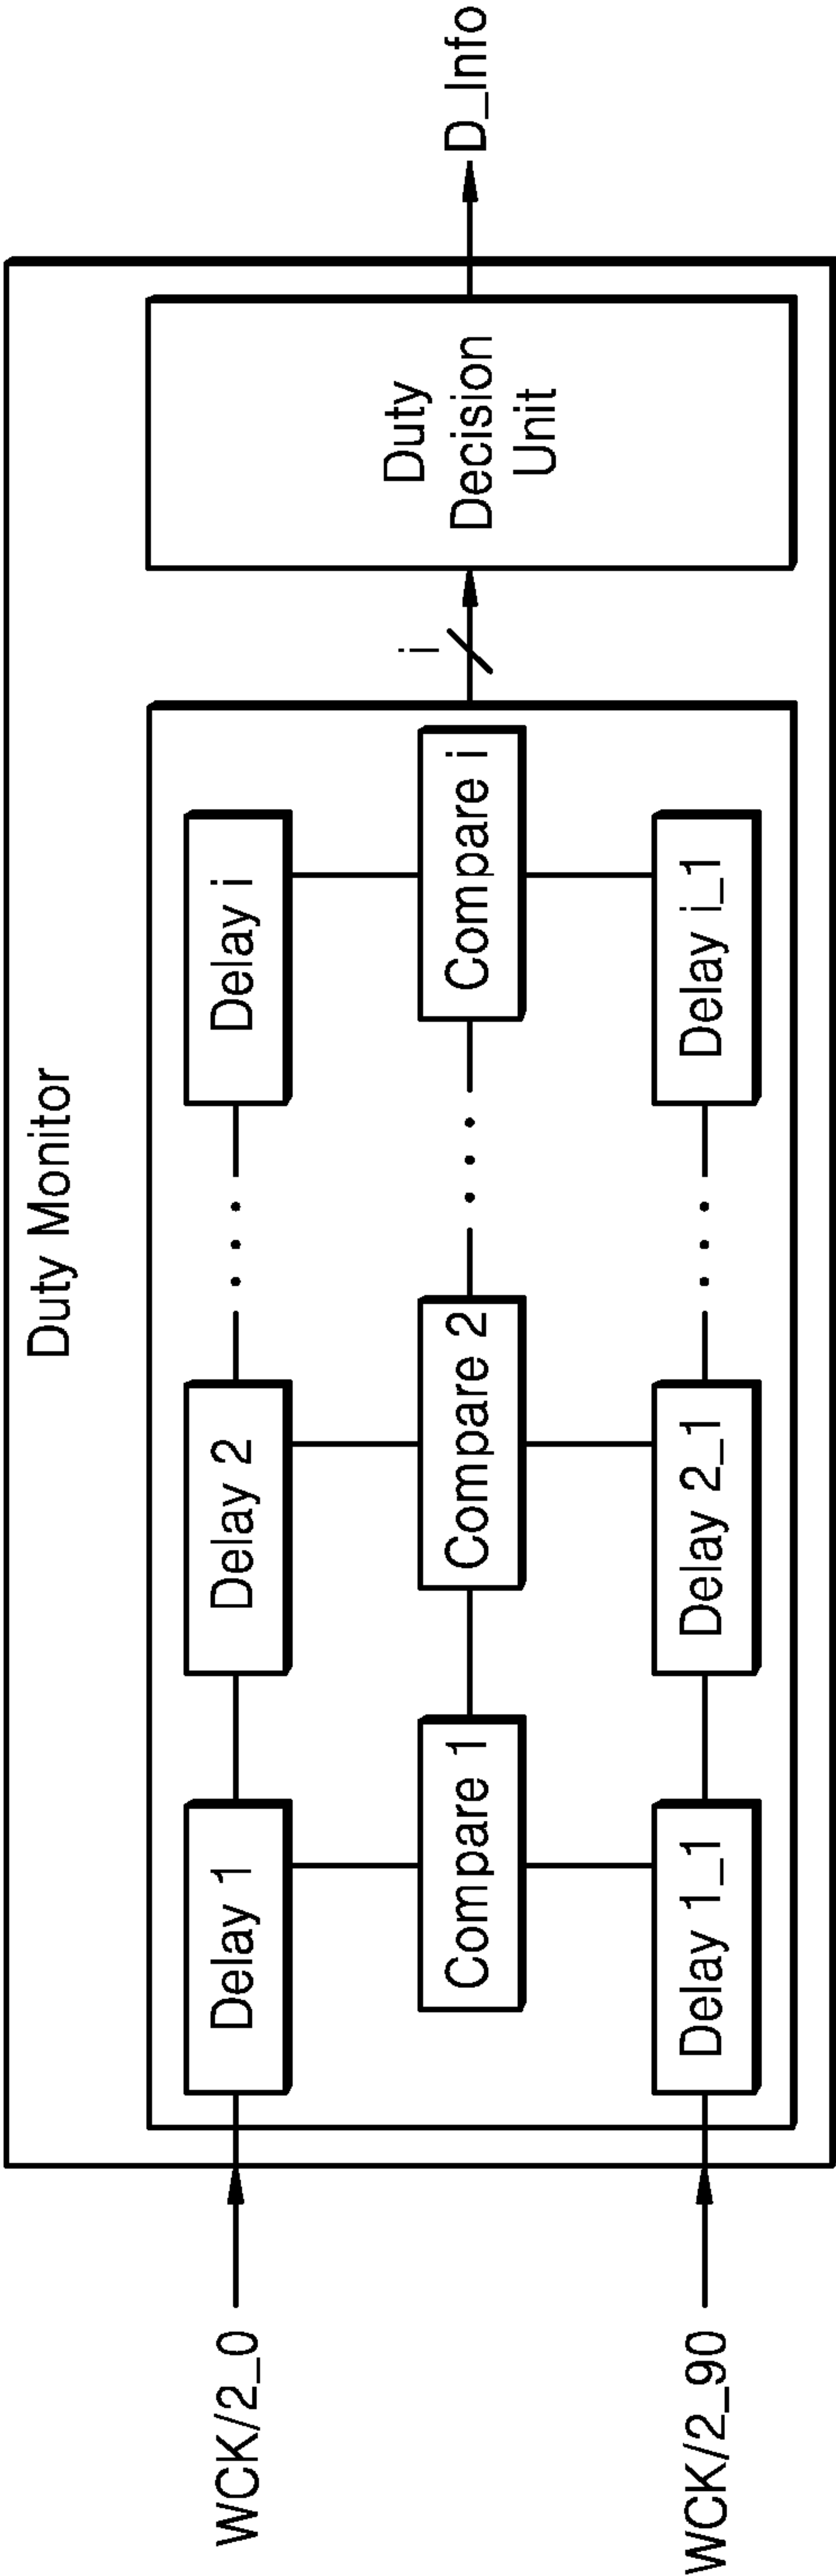 Duty Monitor
WCK/2_0
Delay 1
Delay 2
Delay i
Compare 1
Compare 2
Compare i
i
Duty
Decision
Unit
D_Info
WCK/2_90
Delay 1_1
Delay 2_1
Delay i_1